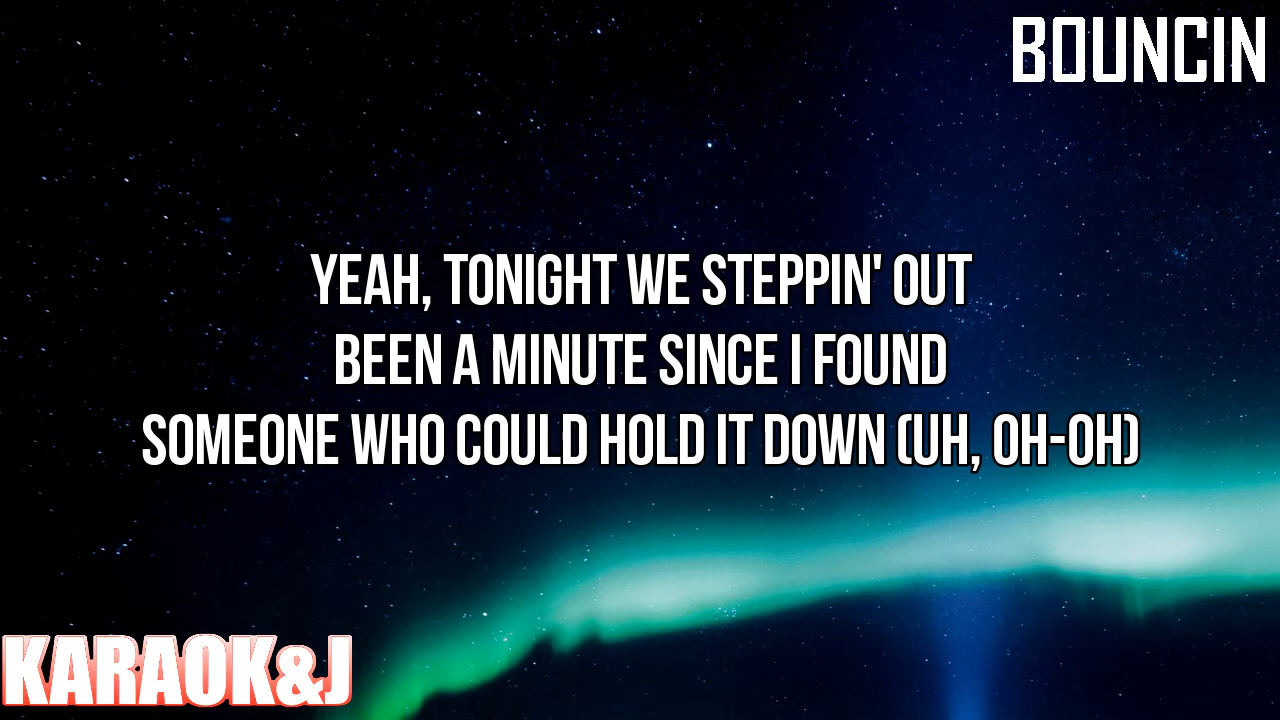 BOUNCIN
YEAH, TONIGHT WE STEPPIN' OUT
BEEN A MINUTE SINCE I FOUND
SOMEONE WHO COULD HOLD IT DOWN (UH, OH-OH)
KARAOK&J